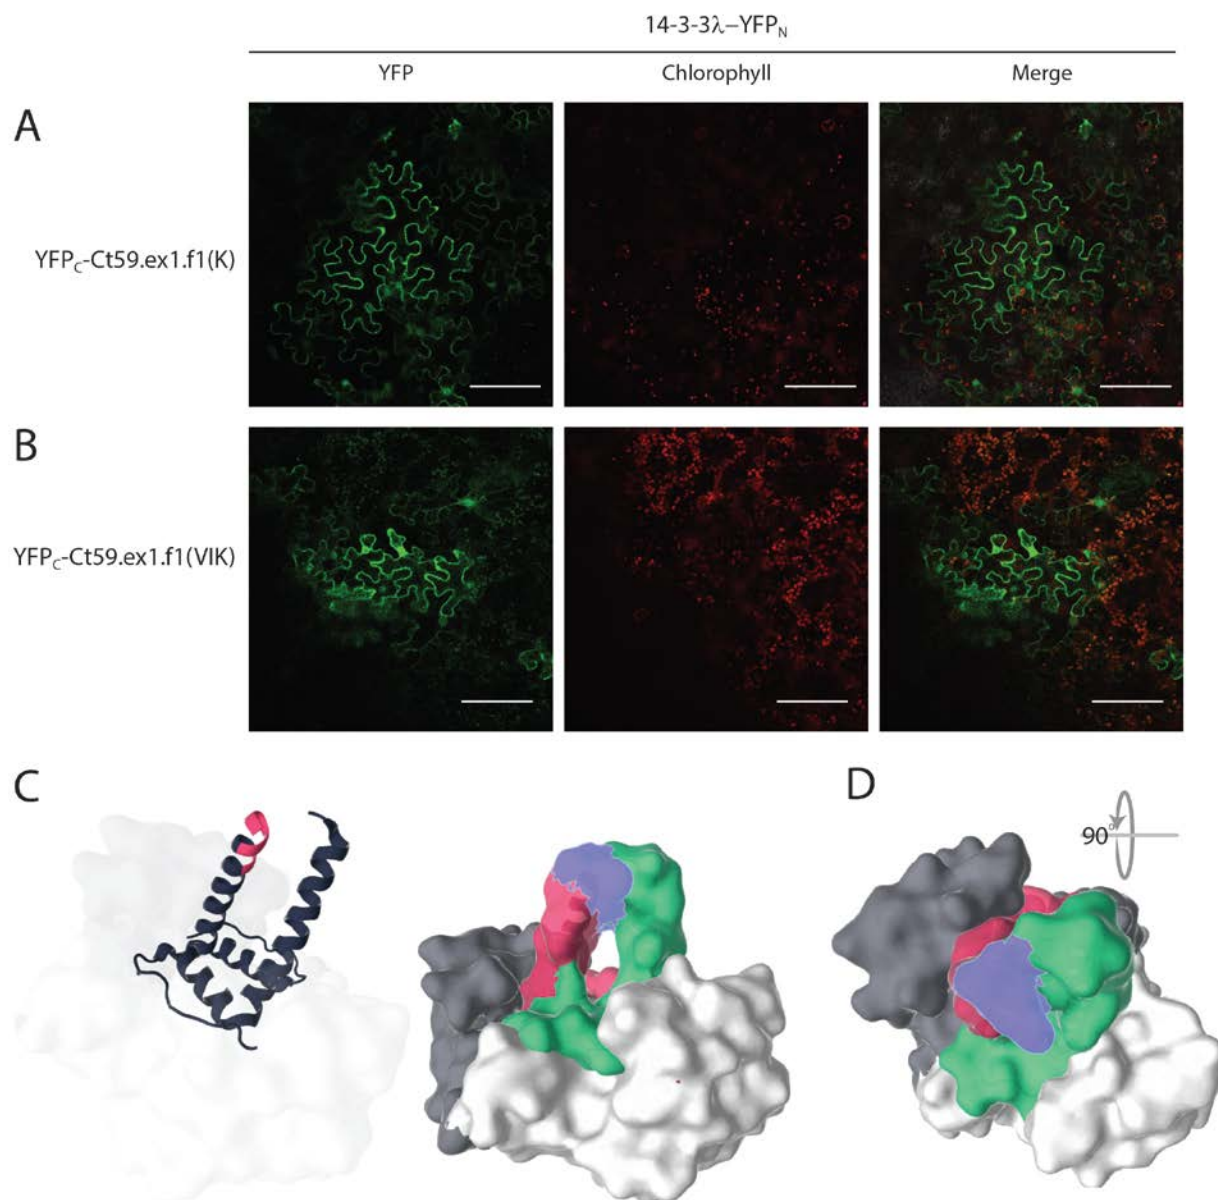 14-3-3λ–YFP_N
YFP Chlorophyll Merge
A
YFP_C-Ct59.ex1.f1(K)
B
YFP_C-Ct59.ex1.f1(VIK)
C
D
90°